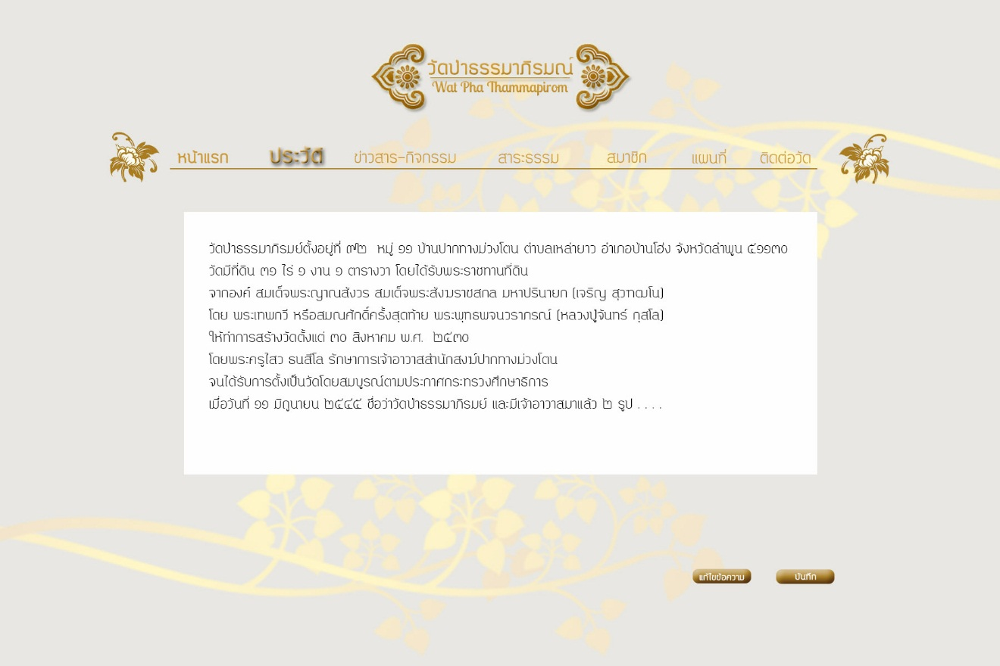 วัดป่าธรรมาภิรมณ์
Wat Pha Thammapirom
หน้าแรก ประวัติ ข่าวสาร-กิจกรรม สาระธรรม สมาชิก แผนที่ ติดต่อวัด
วัดป่าธรรมาภิรมย์ตั้งอยู่ที่ ๙๒ หมู่ ๑๑ บ้านปากทางม่วงโตน ตำบลเหล่ายาว อำเภอบ้านโฮ่ง จังหวัดลำพูน ๕๑๑๓๐
วัดมีที่ดิน ๓๑ ไร่ ๑ งาน ๑ ตารางวา โดยได้รับพระราชทานที่ดิน
จากองค์ สมเด็จพระญาณสังวร สมเด็จพระสังฆราชสกล มหาปรินายก (เจริญ สุวฑฒโน)
โดย พระเทพกวี หรือสมณศักดิ์ครั้งสุดท้าย พระพุทธพจนวราภรณ์ (หลวงปู่จันทร์ กุสโล)
ให้ทำการสร้างวัดตั้งแต่ ๓๐ สิงหาคม พ.ศ. ๒๕๓๐
โดยพระครูไสว ธนสีโล รักษาการเจ้าอาวาสสำนักสงฆ์ปากทางม่วงโตน
จนได้รับการตั้งเป็นวัดโดยสมบูรณ์ตามประกาศกระทรวงศึกษาธิการ
เมื่อวันที่ ๑๑ มิถุนายน ๒๕๔๕ ชื่อว่าวัดป่าธรรมาภิรมย์ และมีเจ้าอาวาสมาแล้ว ๒ รูป . . . .
แก้ไขข้อความ บันทึก